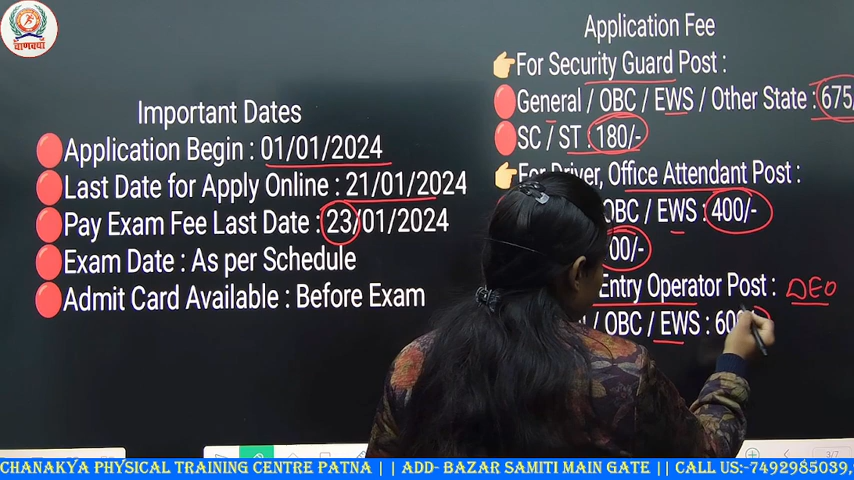 चाणक्या
Important Dates
Application Begin : 01/01/2024
Last Date for Apply Online : 21/01/2024
Pay Exam Fee Last Date : 23/01/2024
Exam Date : As per Schedule
Admit Card Available : Before Exam
Application Fee
For Security Guard Post :
General / OBC / EWS / Other State : 675/
SC / ST : 180/-
For Driver, Office Attendant Post :
OBC / EWS : 400/-
00/-
Entry Operator Post : DEO
/ OBC / EWS : 600
3/7
CHANAKYA PHYSICAL TRAINING CENTRE PATNA || ADD- BAZAR SAMITI MAIN GATE || CALL US:-7492985039,